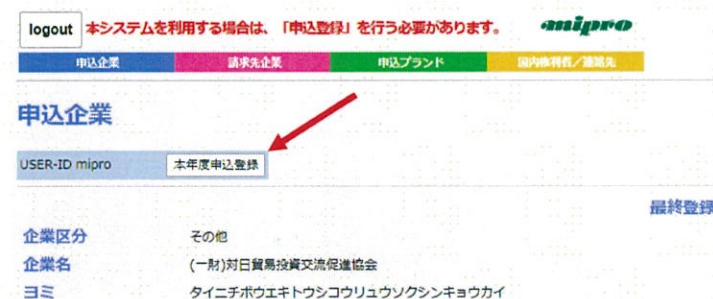 logout 本システムを利用する場合は、「申込登録」を行う必要があります。 mipro
申込企業 請求先企業 申込ブランド 国内権利者／連絡先
申込企業
USER-ID mipro 本年度申込登録
最終登録
企業区分 その他
企業名 (一財)対日貿易投資交流促進協会
ヨミ タイニチボウエキトウシコウリュウソクシンキョウカイ